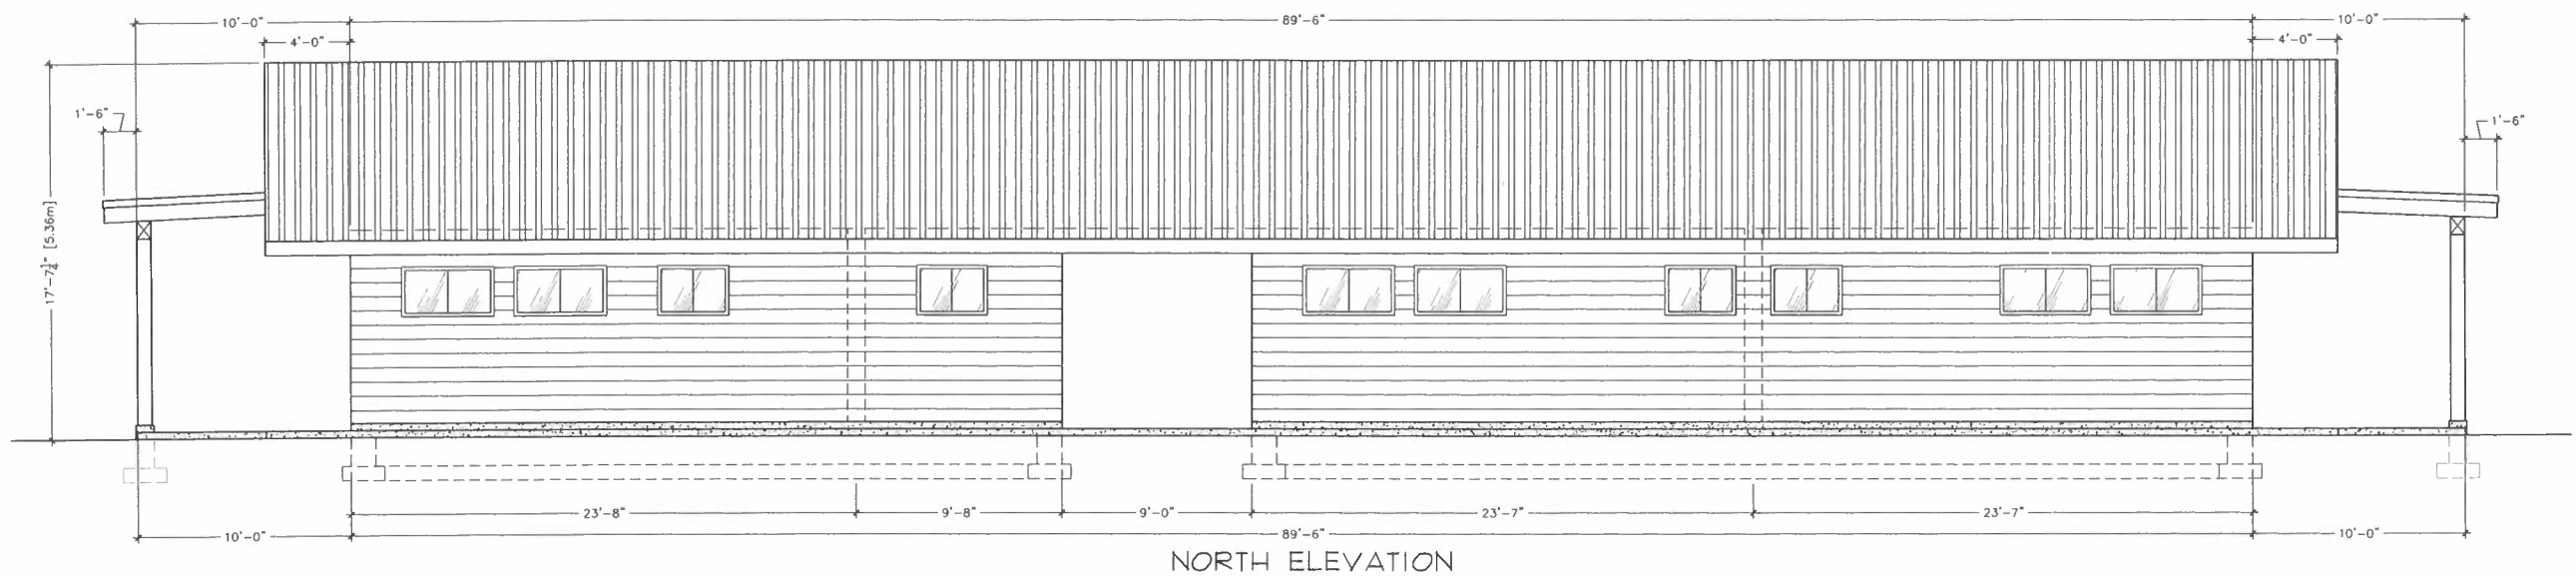 10'-0" 89'-6" 10'-0"
4'-0" 4'-0"
1'-6" 1'-6"
17'-7¼" [5.36m]
23'-8" 9'-8" 9'-0" 23'-7" 23'-7"
10'-0" 89'-6" 10'-0"
NORTH ELEVATION